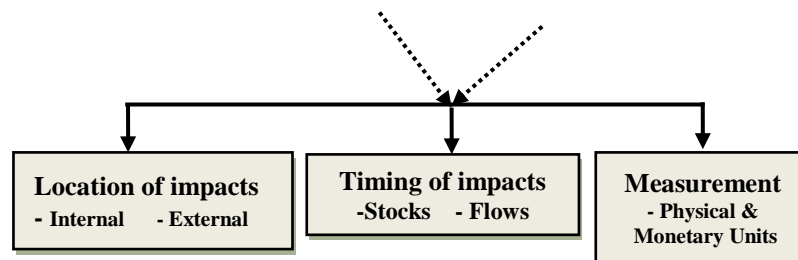 Location of impacts
- Internal - External
Timing of impacts
-Stocks - Flows
Measurement
- Physical &
Monetary Units